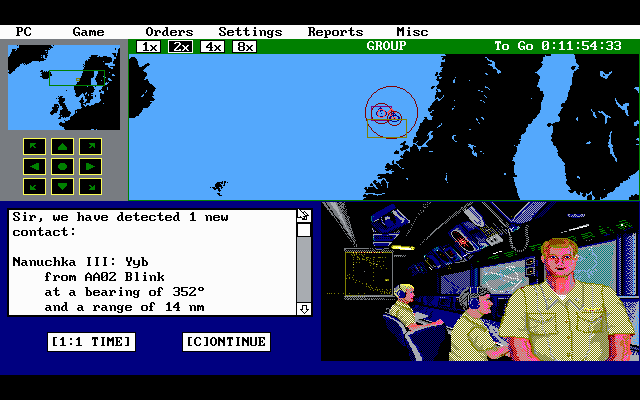 PC Game Orders Settings Reports Misc
1x 2x 4x 8x GROUP To Go 0:11:54:33
Sir, we have detected 1 new
contact:
Nanuchka III: Yyb
from AA02 Blink
at a bearing of 352°
and a range of 14 nm
[1:1 TIME] [C]ONTINUE